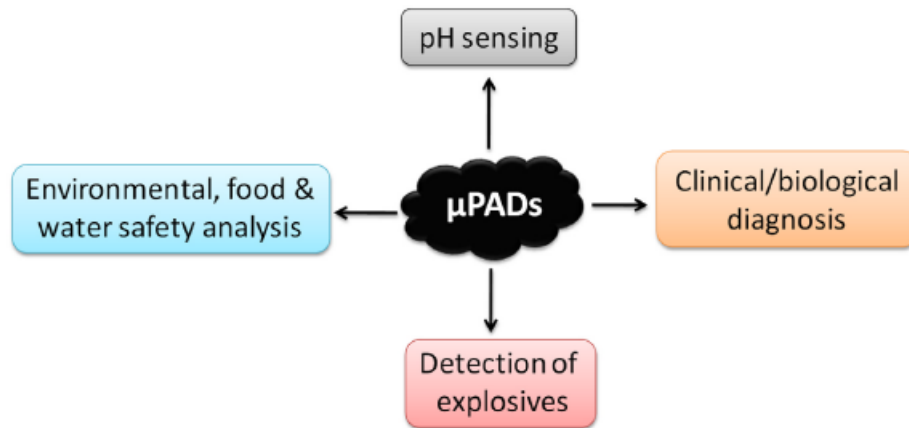 pH sensing
Environmental, food &
water safety analysis
µPADs
Clinical/biological
diagnosis
Detection of
explosives